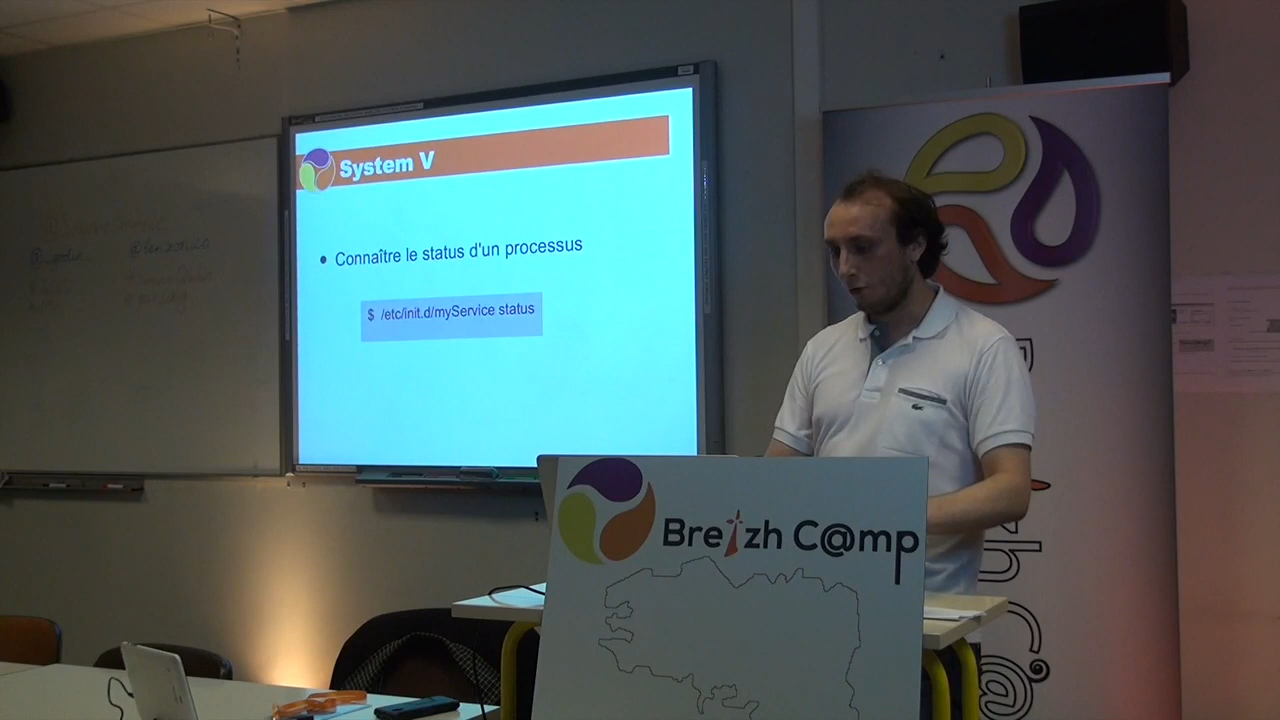 System V
• Connaître le status d'un processus
$ /etc/init.d/myService status
Breizh C@mp